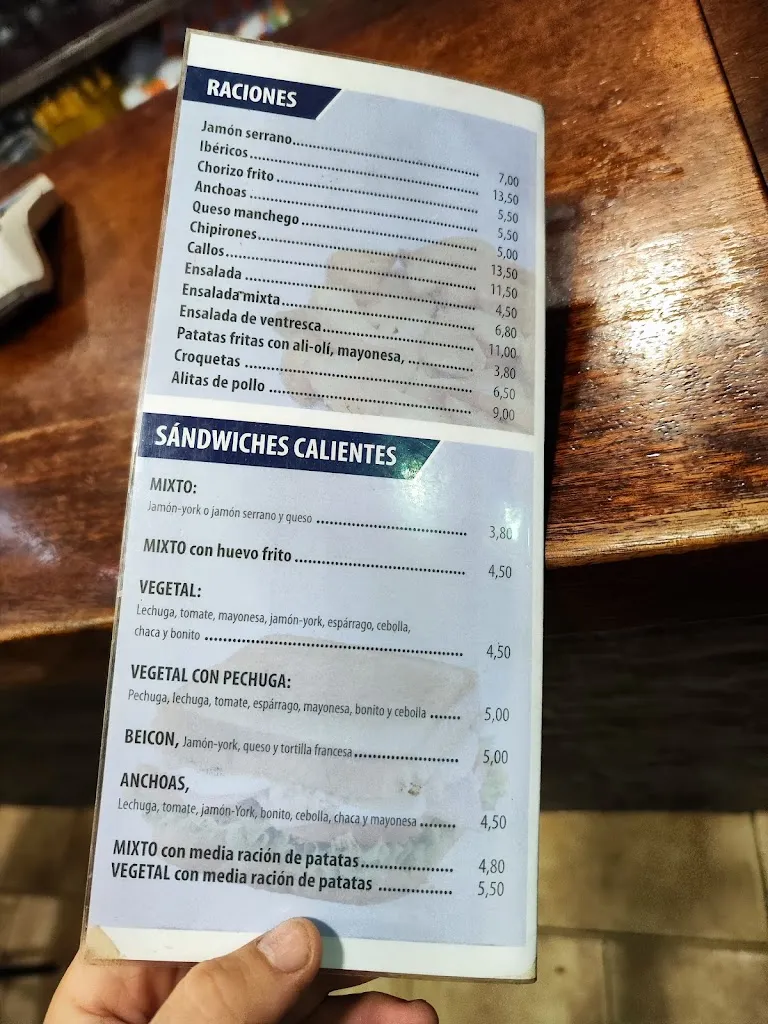 RACIONES
Jamón serrano 7,00
Ibéricos 13,50
Chorizo frito 5,50
Anchoas 5,50
Queso manchego 5,00
Chipirones 13,50
Callos 11,50
Ensalada 4,50
Ensalada mixta 6,80
Ensalada de ventresca 11,00
Patatas fritas con ali-olí, mayonesa, 3,80
Croquetas 6,50
Alitas de pollo 9,00
SÁNDWICHES CALIENTES
MIXTO:
Jamón-york o jamón serrano y queso 3,80
MIXTO con huevo frito 4,50
VEGETAL:
Lechuga, tomate, mayonesa, jamón-york, espárrago, cebolla,
chaca y bonito 4,50
VEGETAL CON PECHUGA:
Pechuga, lechuga, tomate, espárrago, mayonesa, bonito y cebolla 5,00
BEICON, Jamón-york, queso y tortilla francesa 5,00
ANCHOAS,
Lechuga, tomate, jamón-York, bonito, cebolla, chaca y mayonesa 4,50
MIXTO con media ración de patatas 4,80
VEGETAL con media ración de patatas 5,50